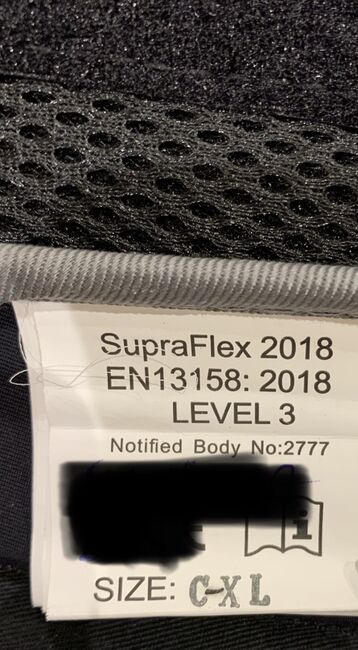 SupraFlex 2018
EN13158: 2018
LEVEL 3
Notified Body No:2777
i
SIZE: C-XL